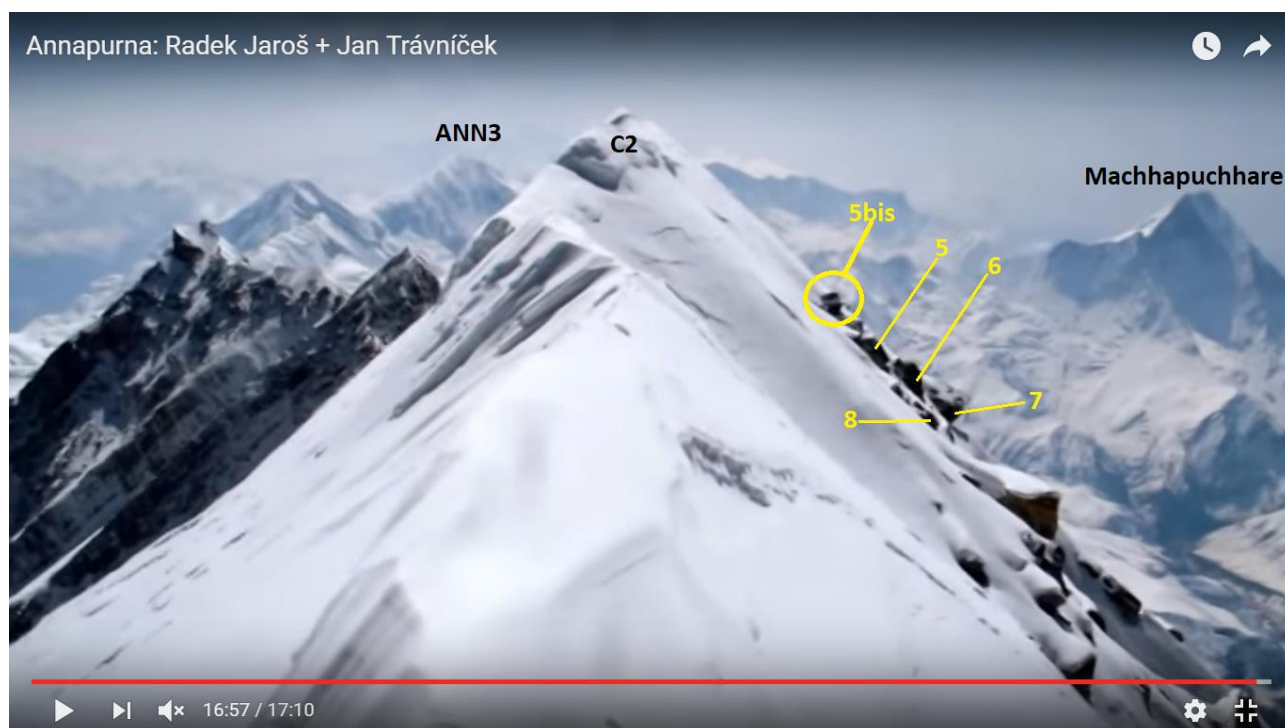 Annapurna: Radek Jaroš + Jan Trávníček
ANN3
C2
Machhapuchhare
5bis
5
6
7
8
16:57 / 17:10